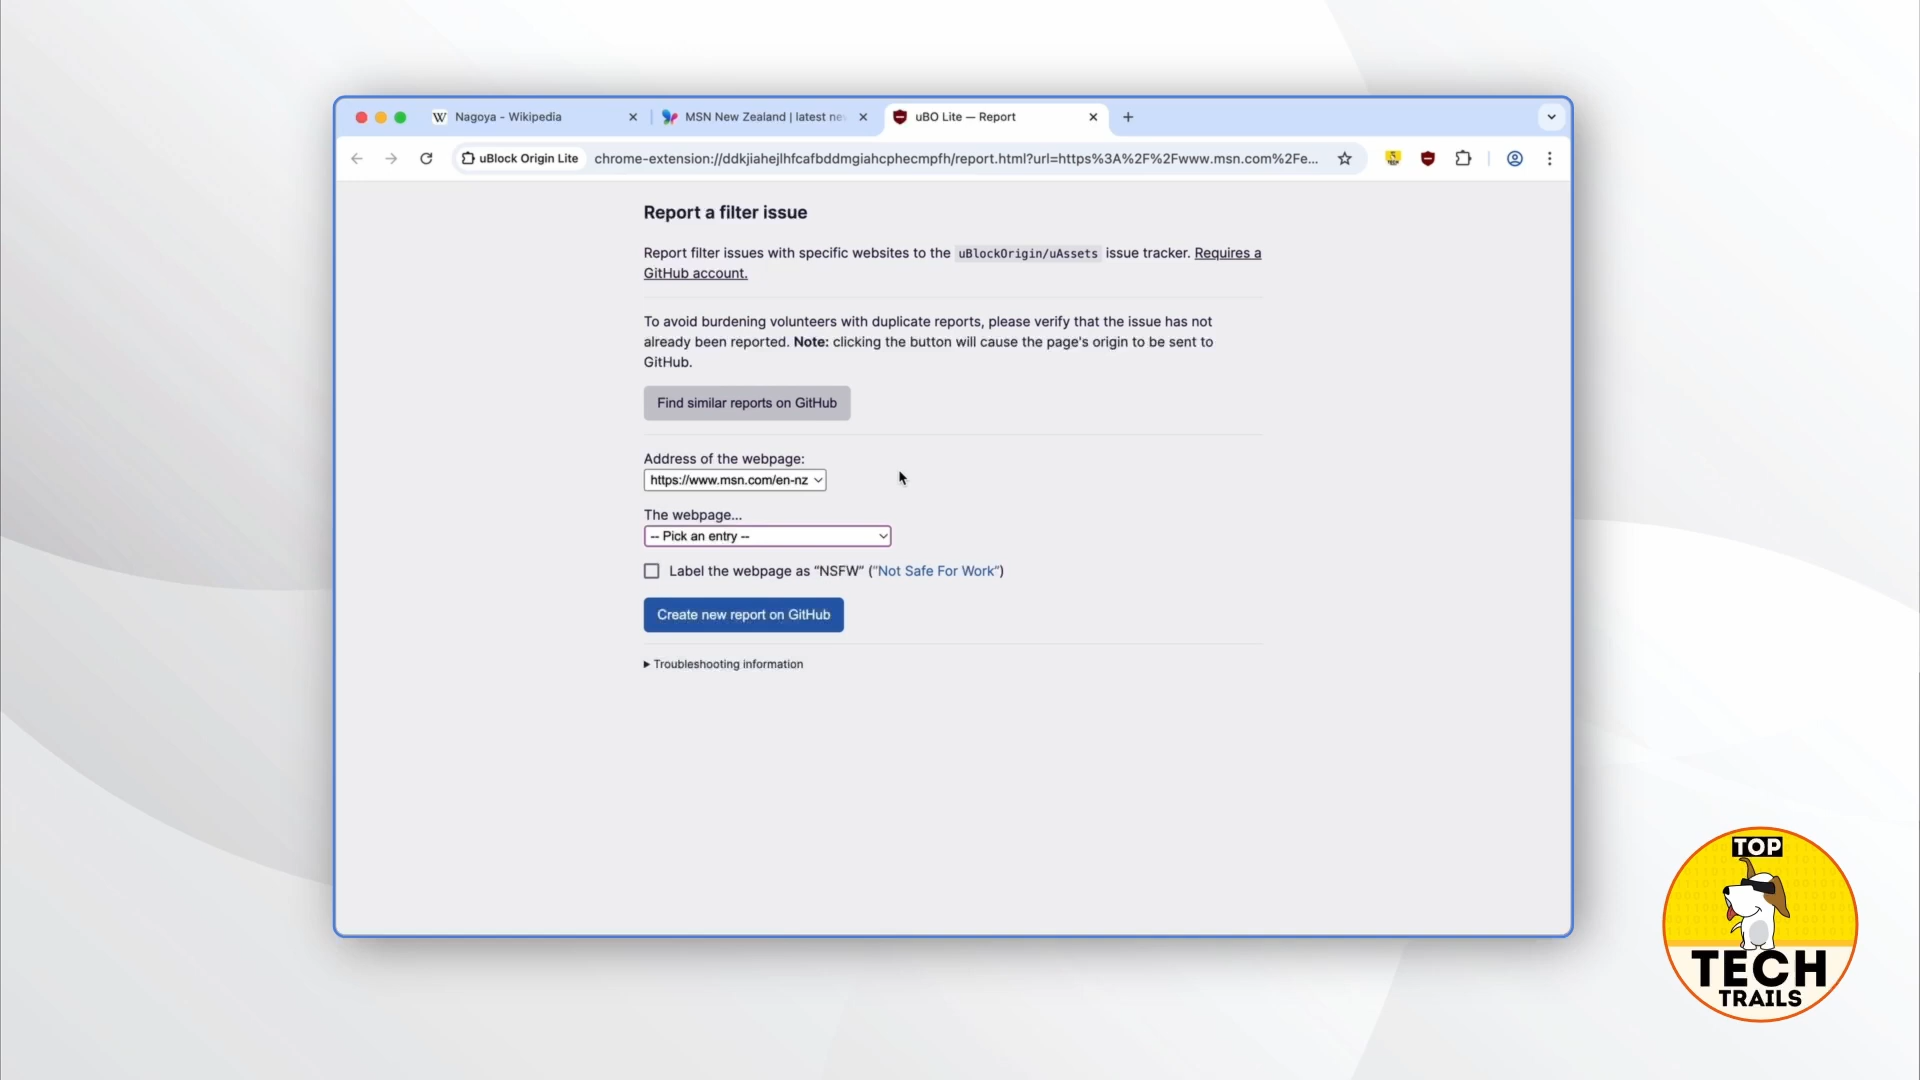 Nagoya - Wikipedia
MSN New Zealand | latest ne
uBO Lite — Report
uBlock Origin Lite
chrome-extension://ddkjiahejlhfcafbddmgiahcphecmpfh/report.html?url=https%3A%2F%2Fwww.msn.com%2Fe...
Report a filter issue
Report filter issues with specific websites to the uBlockOrigin/uAssets issue tracker. Requires a
GitHub account.
To avoid burdening volunteers with duplicate reports, please verify that the issue has not
already been reported. Note: clicking the button will cause the page's origin to be sent to
GitHub.
Find similar reports on GitHub
Address of the webpage:
https://www.msn.com/en-nz
The webpage...
-- Pick an entry --
Label the webpage as “NSFW” (“Not Safe For Work”)
Create new report on GitHub
Troubleshooting information
TOP
TECH
TRAILS